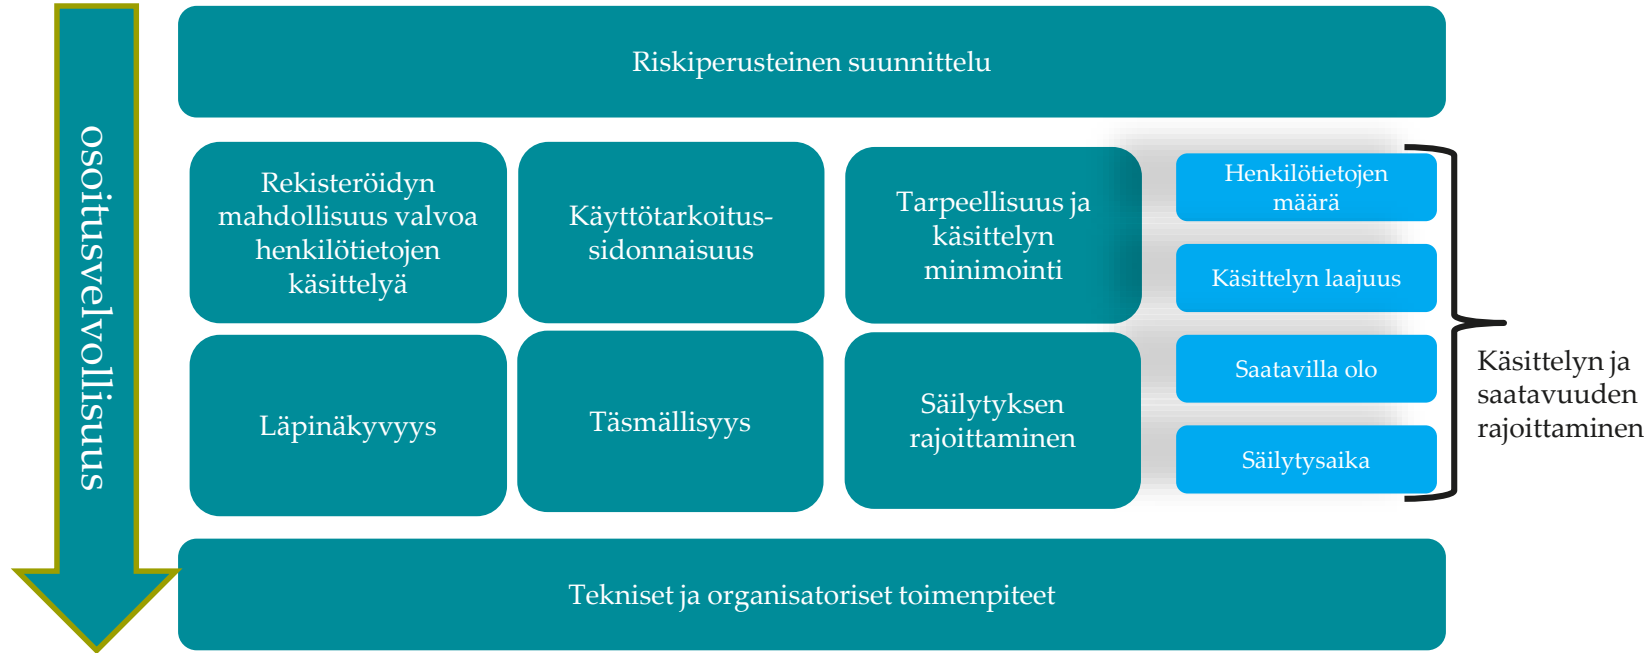 osoitusvelvollisuus
Riskiperusteinen suunnittelu
Rekisteröidyn
mahdollisuus valvoa
henkilötietojen
käsittelyä
Käyttötarkoitus-
sidonnaisuus
Tarpeellisuus ja
käsittelyn
minimointi
Henkilötietojen
määrä
Käsittelyn laajuus
Saatavilla olo
Säilytysaika
Käsittelyn ja
saatavuuden
rajoittaminen
Läpinäkyvyys
Täsmällisyys
Säilytyksen
rajoittaminen
Tekniset ja organisatoriset toimenpiteet